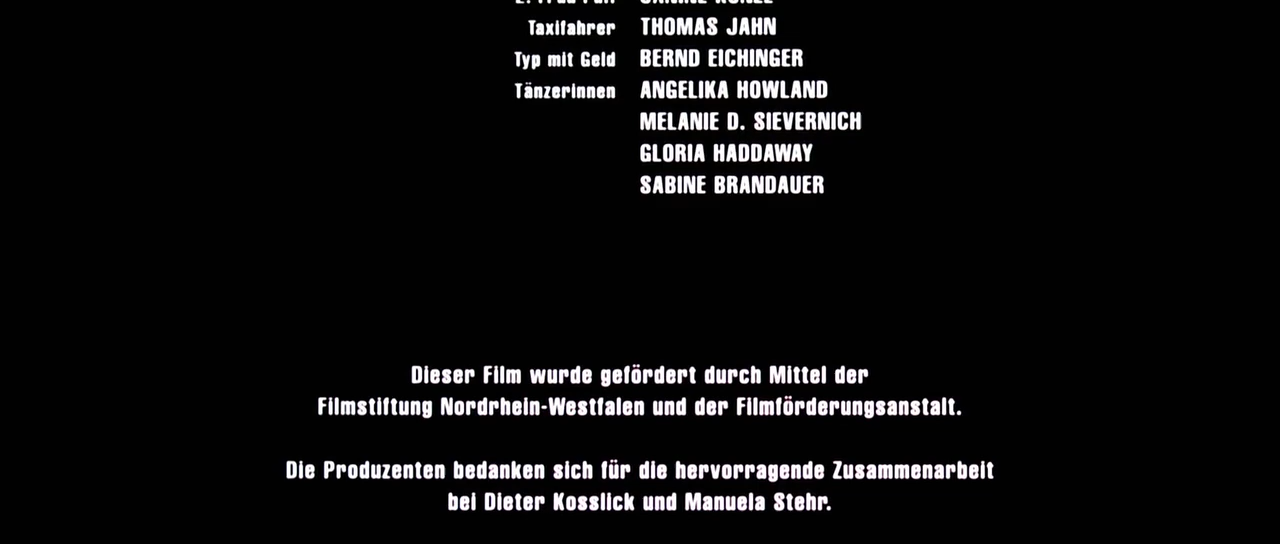 Taxifahrer THOMAS JAHN
Typ mit Geld BERND EICHINGER
Tänzerinnen ANGELIKA HOWLAND
MELANIE D. SIEVERNICH
GLORIA HADDAWAY
SABINE BRANDAUER
Dieser Film wurde gefördert durch Mittel der
Filmstiftung Nordrhein-Westfalen und der Filmförderungsanstalt.
Die Produzenten bedanken sich für die hervorragende Zusammenarbeit
bei Dieter Kosslick und Manuela Stehr.